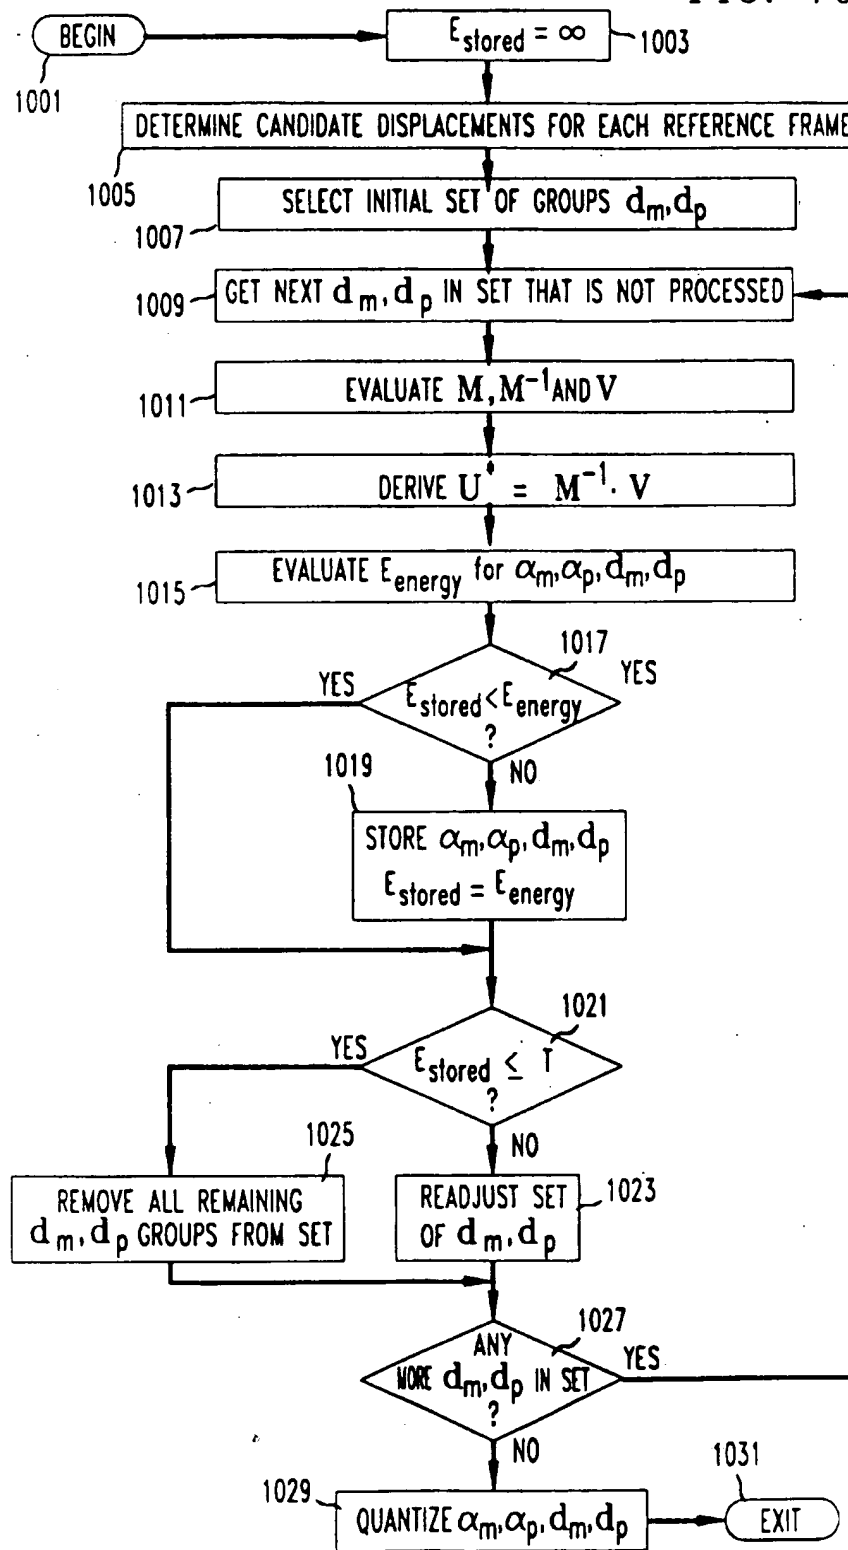 FIG. 10
BEGIN
1001
E_stored = ∞
1003
DETERMINE CANDIDATE DISPLACEMENTS FOR EACH REFERENCE FRAME
1005
SELECT INITIAL SET OF GROUPS d_m, d_p
1007
GET NEXT d_m, d_p IN SET THAT IS NOT PROCESSED
1009
EVALUATE M, M⁻¹ AND V
1011
DERIVE U* = M⁻¹ · V
1013
EVALUATE E_energy for α_m, α_p, d_m, d_p
1015
1017
YES
YES
E_stored < E_energy
?
NO
1019
STORE α_m, α_p, d_m, d_p
E_stored = E_energy
1021
YES
E_stored ≤ T
?
NO
1025
REMOVE ALL REMAINING
d_m, d_p GROUPS FROM SET
READJUST SET
OF d_m, d_p
1023
1027
ANY
MORE d_m, d_p IN SET
?
YES
NO
1029
QUANTIZE α_m, α_p, d_m, d_p
1031
EXIT